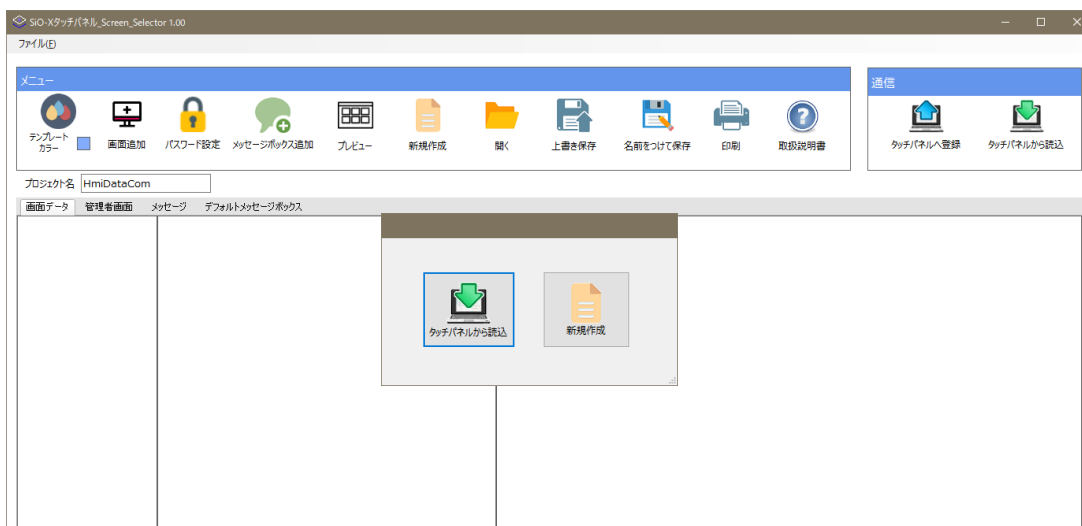 SiO-Xタッチパネル_Screen_Selector 1.00
ファイル(F)
メニュー
通信
テンプレート
カラー
画面追加
パスワード設定
メッセージボックス追加
プレビュー
新規作成
開く
上書き保存
名前をつけて保存
印刷
取扱説明書
タッチパネルへ登録
タッチパネルから読込
プロジェクト名 HmiDataCom
画面データ 管理者画面 メッセージ デフォルトメッセージボックス
タッチパネルから読込
新規作成